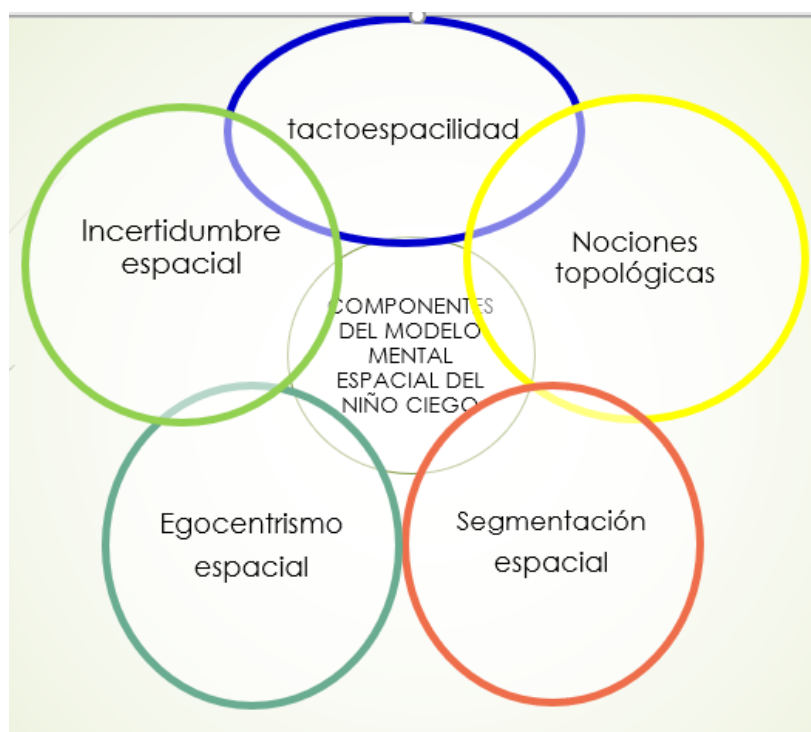 tactoespacilidad
Incertidumbre
espacial
Nociones
topológicas
COMPONENTES
DEL MODELO
MENTAL
ESPACIAL DEL
NIÑO CIEGO
Egocentrismo
espacial
Segmentación
espacial